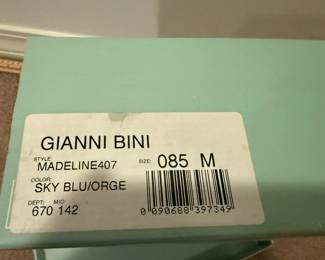 GIANNI BINI
STYLE: SIZE:
MADELINE407 085 M
COLOR:
SKY BLU/ORGE
DEPT: MIC:
670 142
0 090688 397349